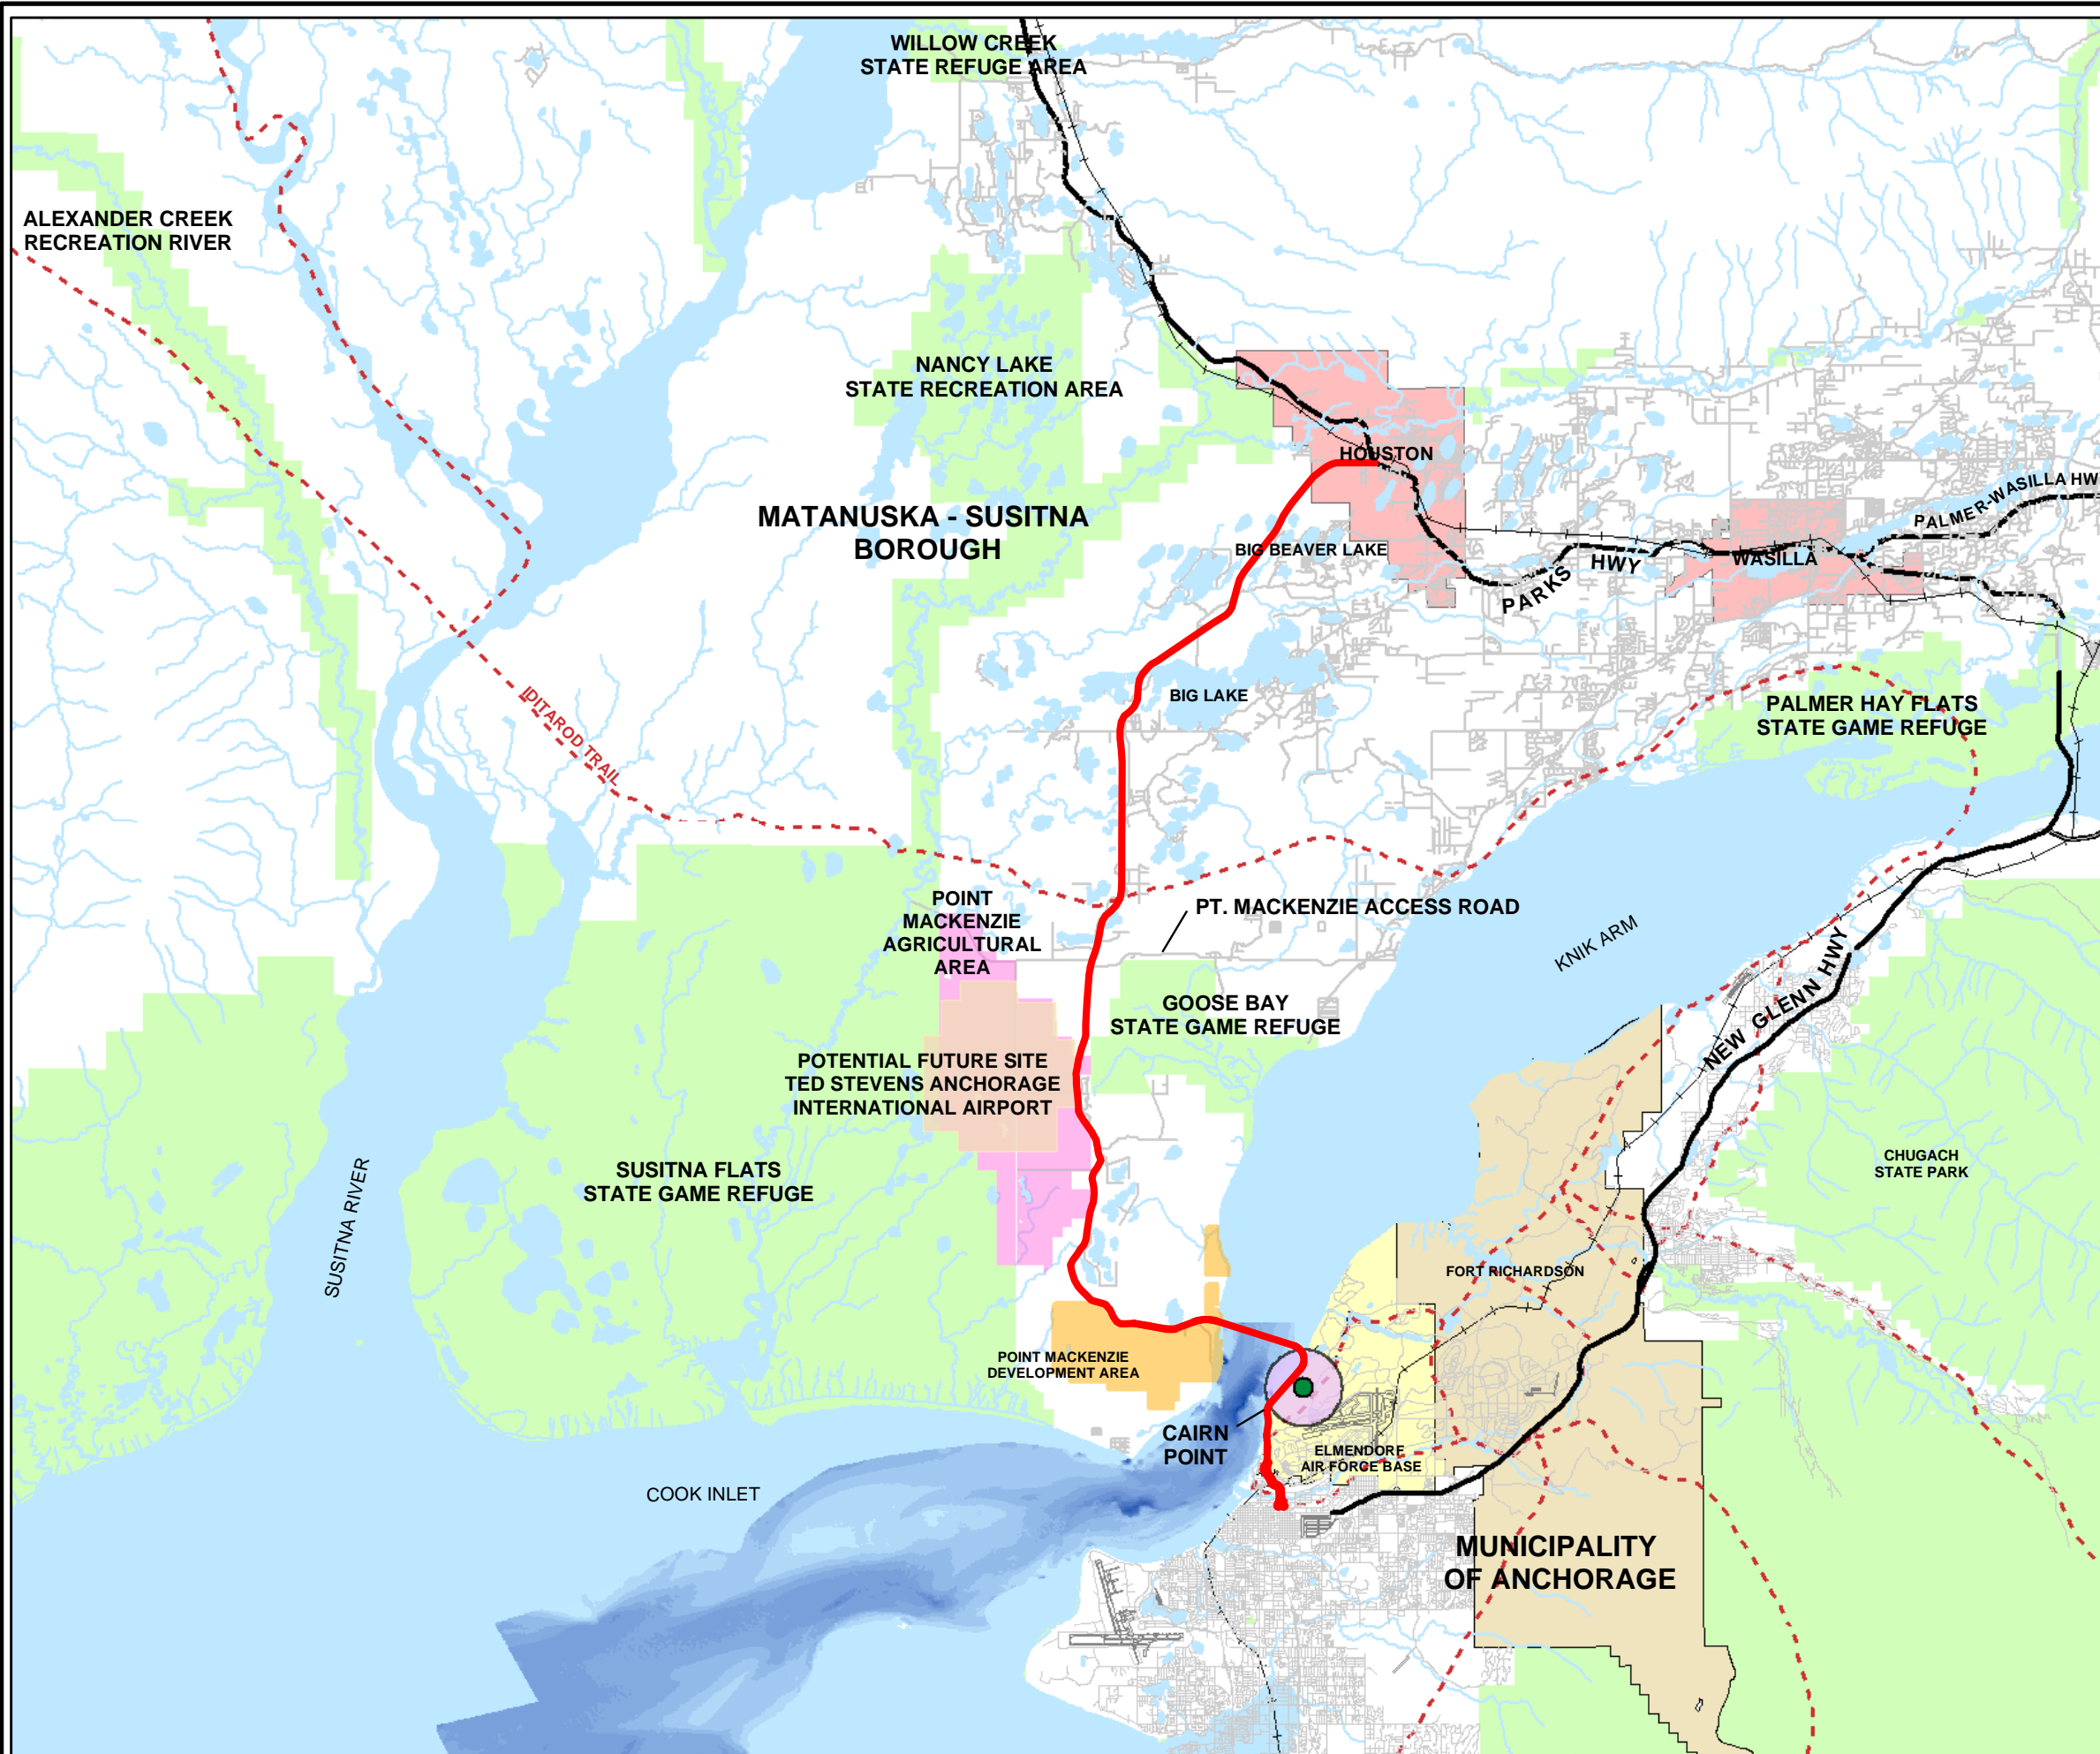 WILLOW CREEK
STATE REFUGE AREA
ALEXANDER CREEK
RECREATION RIVER
NANCY LAKE
STATE RECREATION AREA
HOUSTON
MATANUSKA - SUSITNA
BOROUGH
BIG BEAVER LAKE
PALMER-WASILLA HW
WASILLA
PARKS HWY
BIG LAKE
IDITAROD TRAIL
PALMER HAY FLATS
STATE GAME REFUGE
POINT
MACKENZIE
AGRICULTURAL
AREA
PT. MACKENZIE ACCESS ROAD
KNIK ARM
GOOSE BAY
STATE GAME REFUGE
NEW GLENN HWY
POTENTIAL FUTURE SITE
TED STEVENS ANCHORAGE
INTERNATIONAL AIRPORT
SUSITNA FLATS
STATE GAME REFUGE
CHUGACH
STATE PARK
SUSITNA RIVER
FORT RICHARDSON
POINT MACKENZIE
DEVELOPMENT AREA
CAIRN
POINT
ELMENDORF
AIR FORCE BASE
COOK INLET
MUNICIPALITY
OF ANCHORAGE